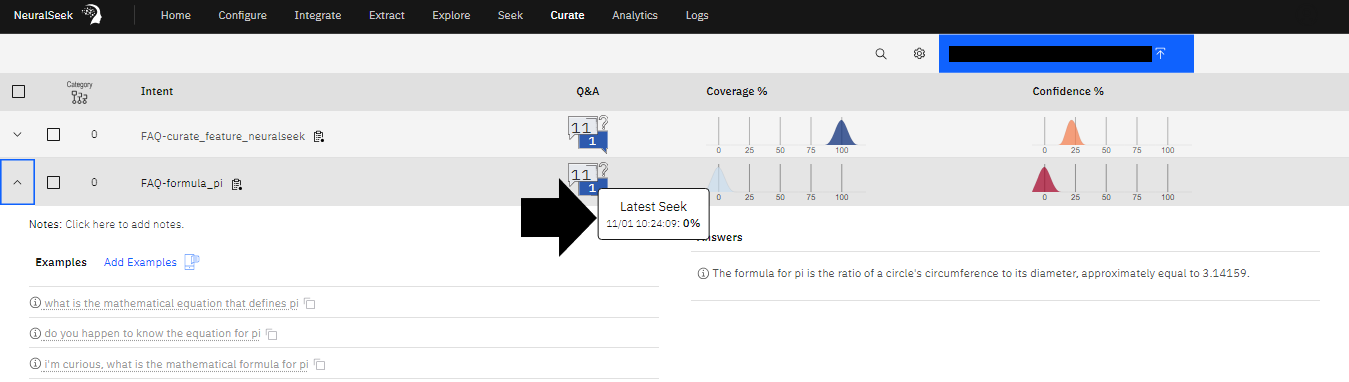 NeuralSeek Home Configure Integrate Extract Explore Seek Curate Analytics Logs
Category Intent Q&A Coverage % Confidence %
0 FAQ-curate_feature_neuralseek 11 ? 1
0 25 50 75 100 0 25 50 75 100
0 FAQ-formula_pi 11 ? 1
0 25 50 75 100 0 25 50 75 100
Latest Seek
11/01 10:24:09: 0%
Notes: Click here to add notes.
Answers
Examples Add Examples
The formula for pi is the ratio of a circle's circumference to its diameter, approximately equal to 3.14159.
what is the mathematical equation that defines pi
do you happen to know the equation for pi
i'm curious, what is the mathematical formula for pi